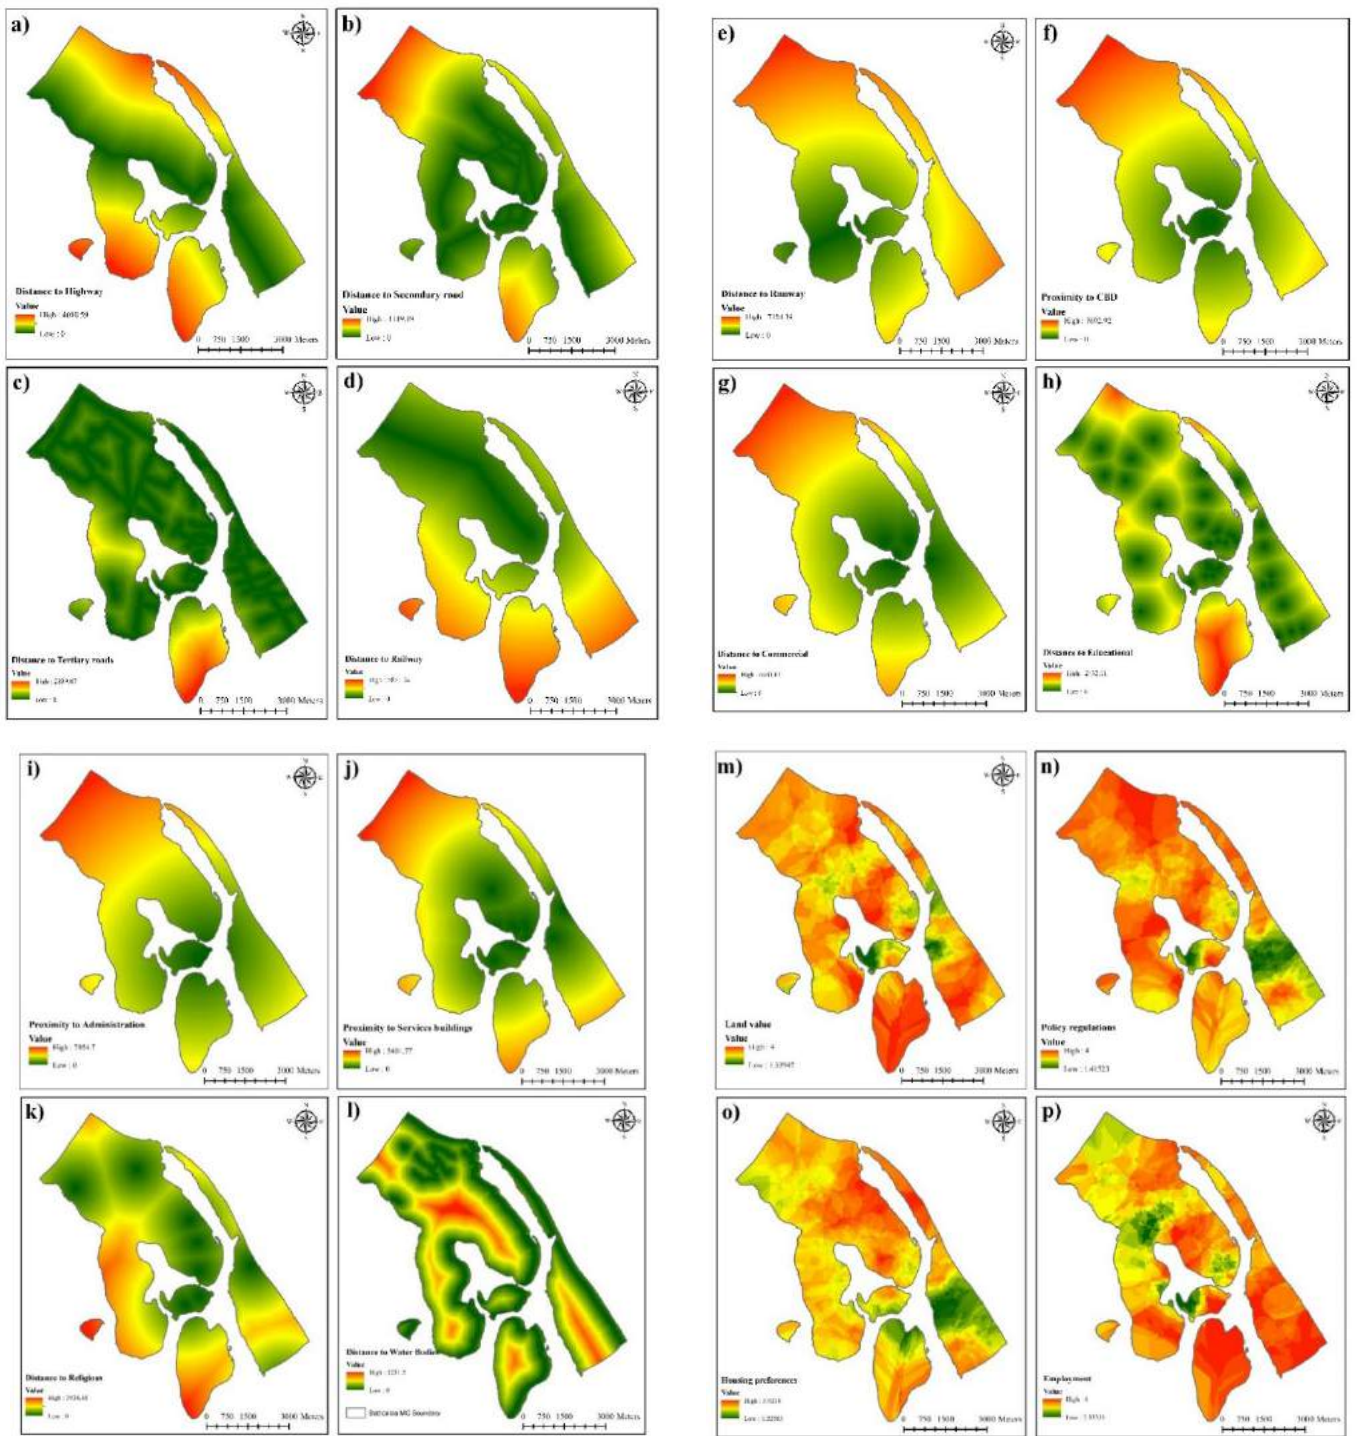 a)
Distance to Highway
Value
Low : 0
0 750 1500 3000 Meters
b)
Distance to Secondary road
Value
Low : 0
0 750 1500 3000 Meters
e)
Distance to Runway
Value
Low : 0
0 750 1500 3000 Meters
f)
Proximity to CBD
Value
Low : 0
0 750 1500 3000 Meters
c)
Distance to Tertiary roads
Value
0 750 1500 3000 Meters
d)
Distance to Railway
Value
Low : 0
0 750 1500 3000 Meters
g)
Distance to Commercial
Value
0 750 1500 3000 Meters
h)
Distance to Educational
Value
0 750 1500 3000 Meters
i)
Proximity to Administration
Value
Low : 0
0 750 1500 3000 Meters
j)
Proximity to Services buildings
Value
Low : 0
0 750 1500 3000 Meters
m)
Land value
Value
High : 4
0 750 1500 3000 Meters
n)
Policy regulations
Value
High : 4
Low : 1.41523
0 750 1500 3000 Meters
k)
Distance to Religious
Value
Low : 0
0 750 1500 3000 Meters
l)
Distance to Water Bodies
Value
Low : 0
Batticaloa MC Boundary
0 750 1500 3000 Meters
o)
Housing preferences
Value
0 750 1500 3000 Meters
p)
Employment
Value
High : 4
0 750 1500 3000 Meters